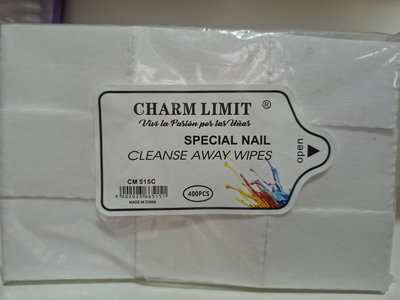 CHARM LIMIT ®
Vive la Pasión por las Uñas
SPECIAL NAIL
CLEANSE AWAY WIPES
open
CM 515C
400PCS
MADE IN CHINA